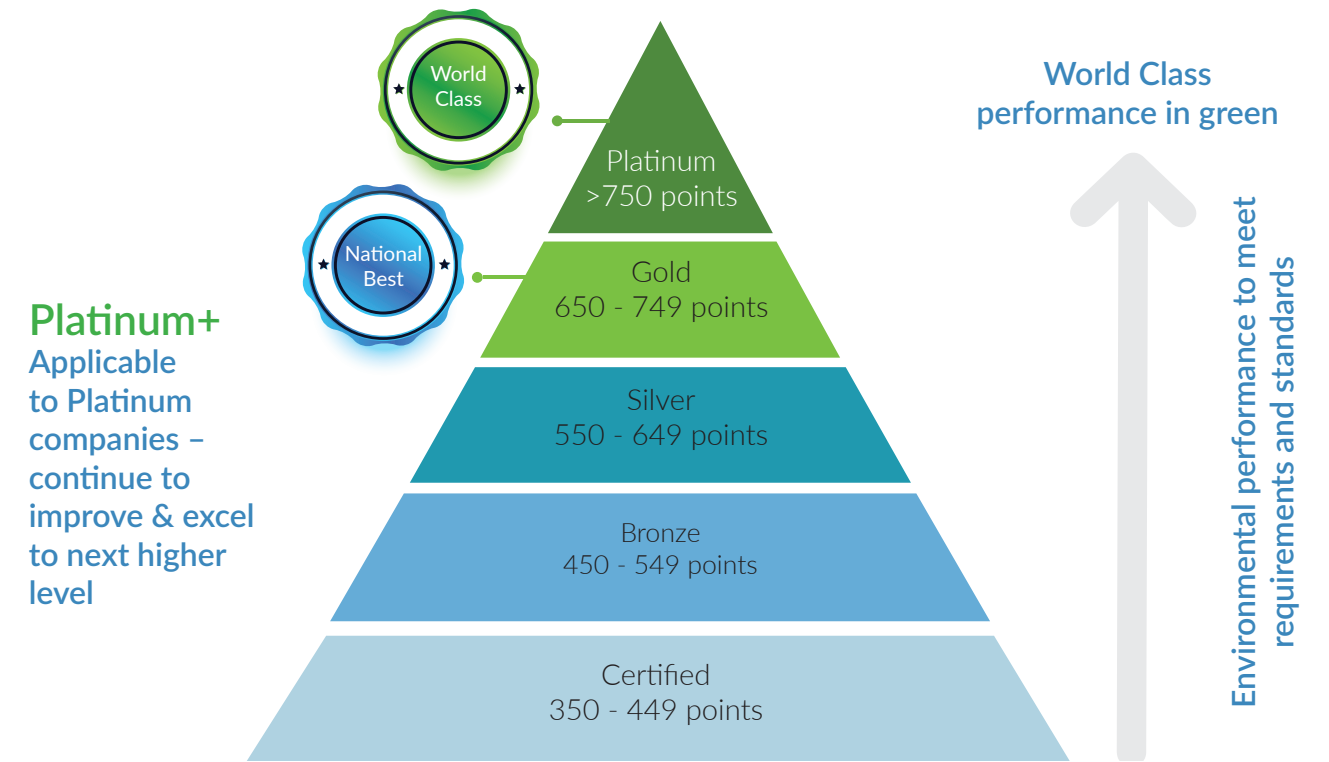 World
Class
National
Best
Platinum+
Applicable
to Platinum
companies –
continue to
improve & excel
to next higher
level
Platinum
>750 points
Gold
650 - 749 points
Silver
550 - 649 points
Bronze
450 - 549 points
Certified
350 - 449 points
World Class
performance in green
Environmental performance to meet
requirements and standards